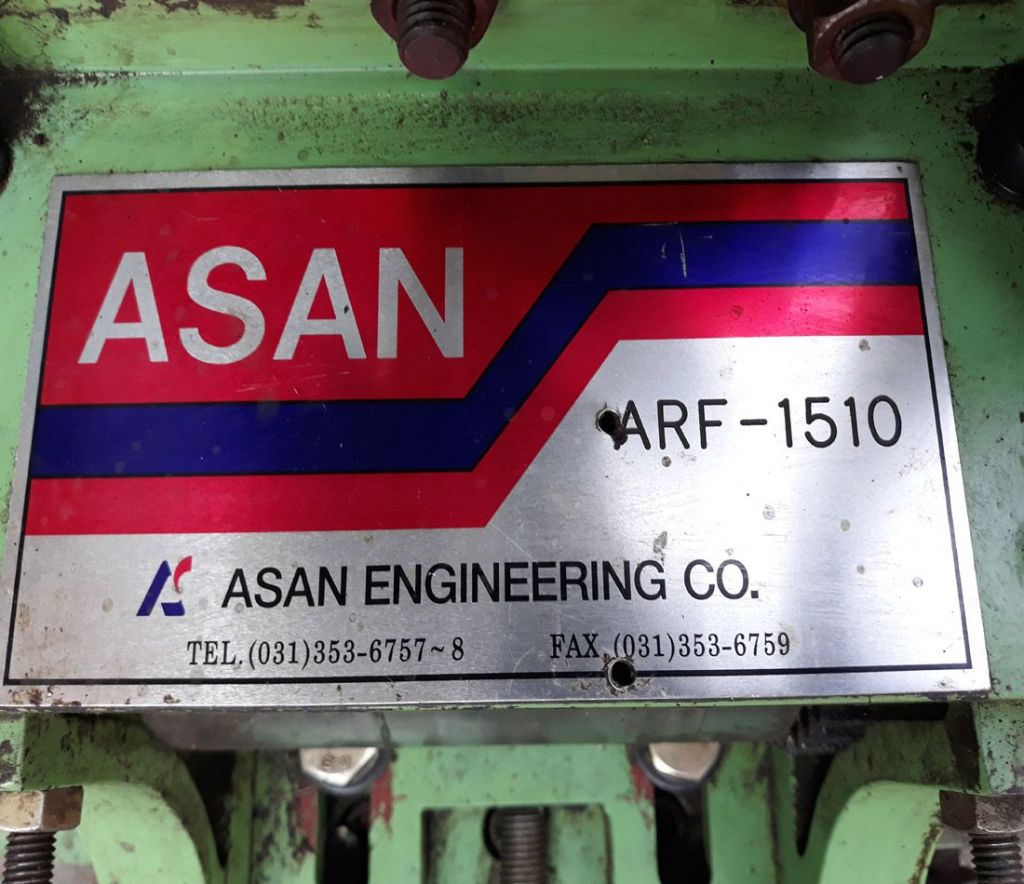 ASAN
ARF-1510
ASAN ENGINEERING CO.
TEL.(031)353-6757~8 FAX.(031)353-6759